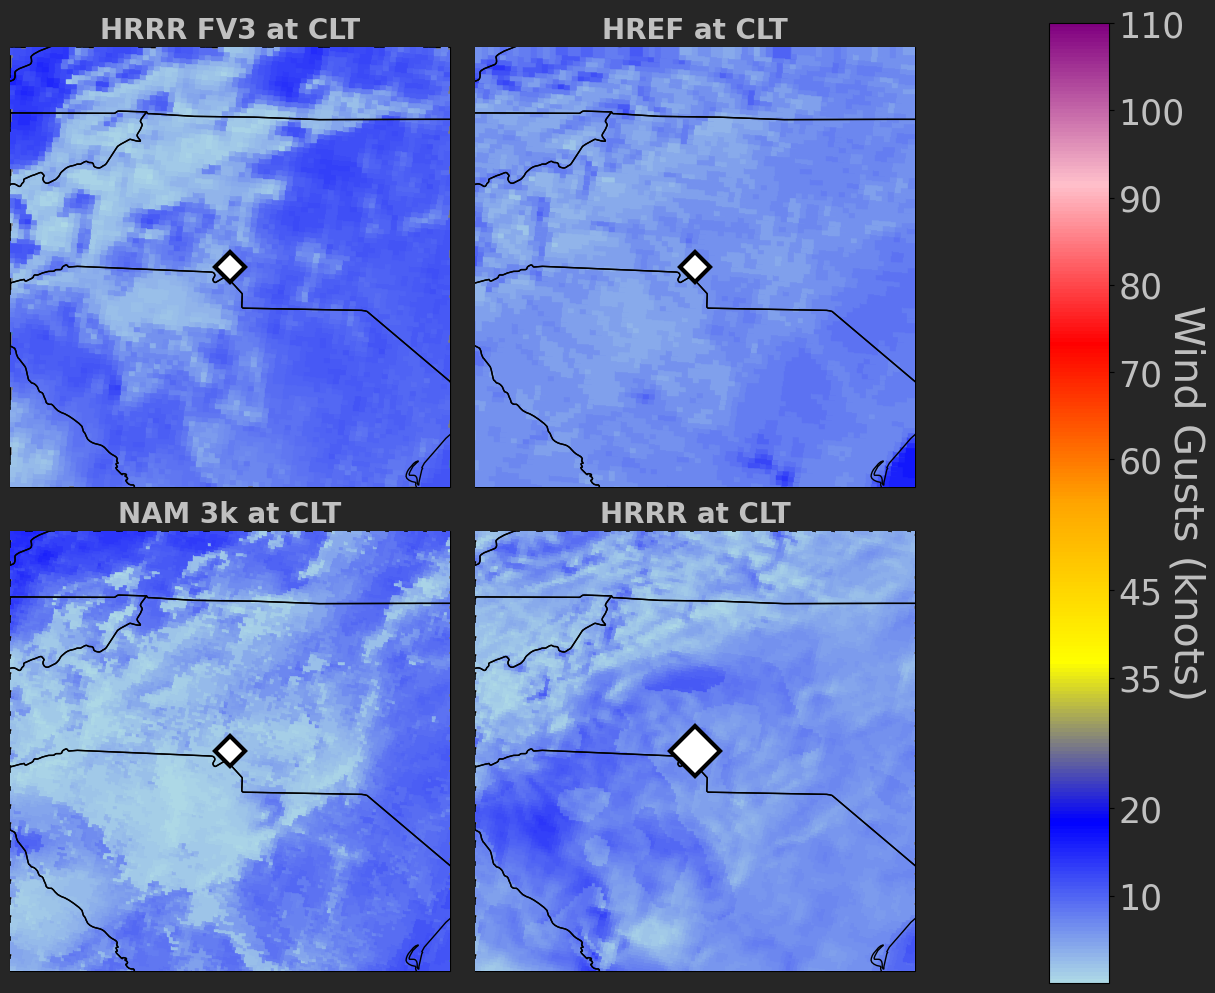 HRRR FV3 at CLT
HREF at CLT
NAM 3k at CLT
HRRR at CLT
110
100
90
80
70
60
45
35
20
10
Wind Gusts (knots)